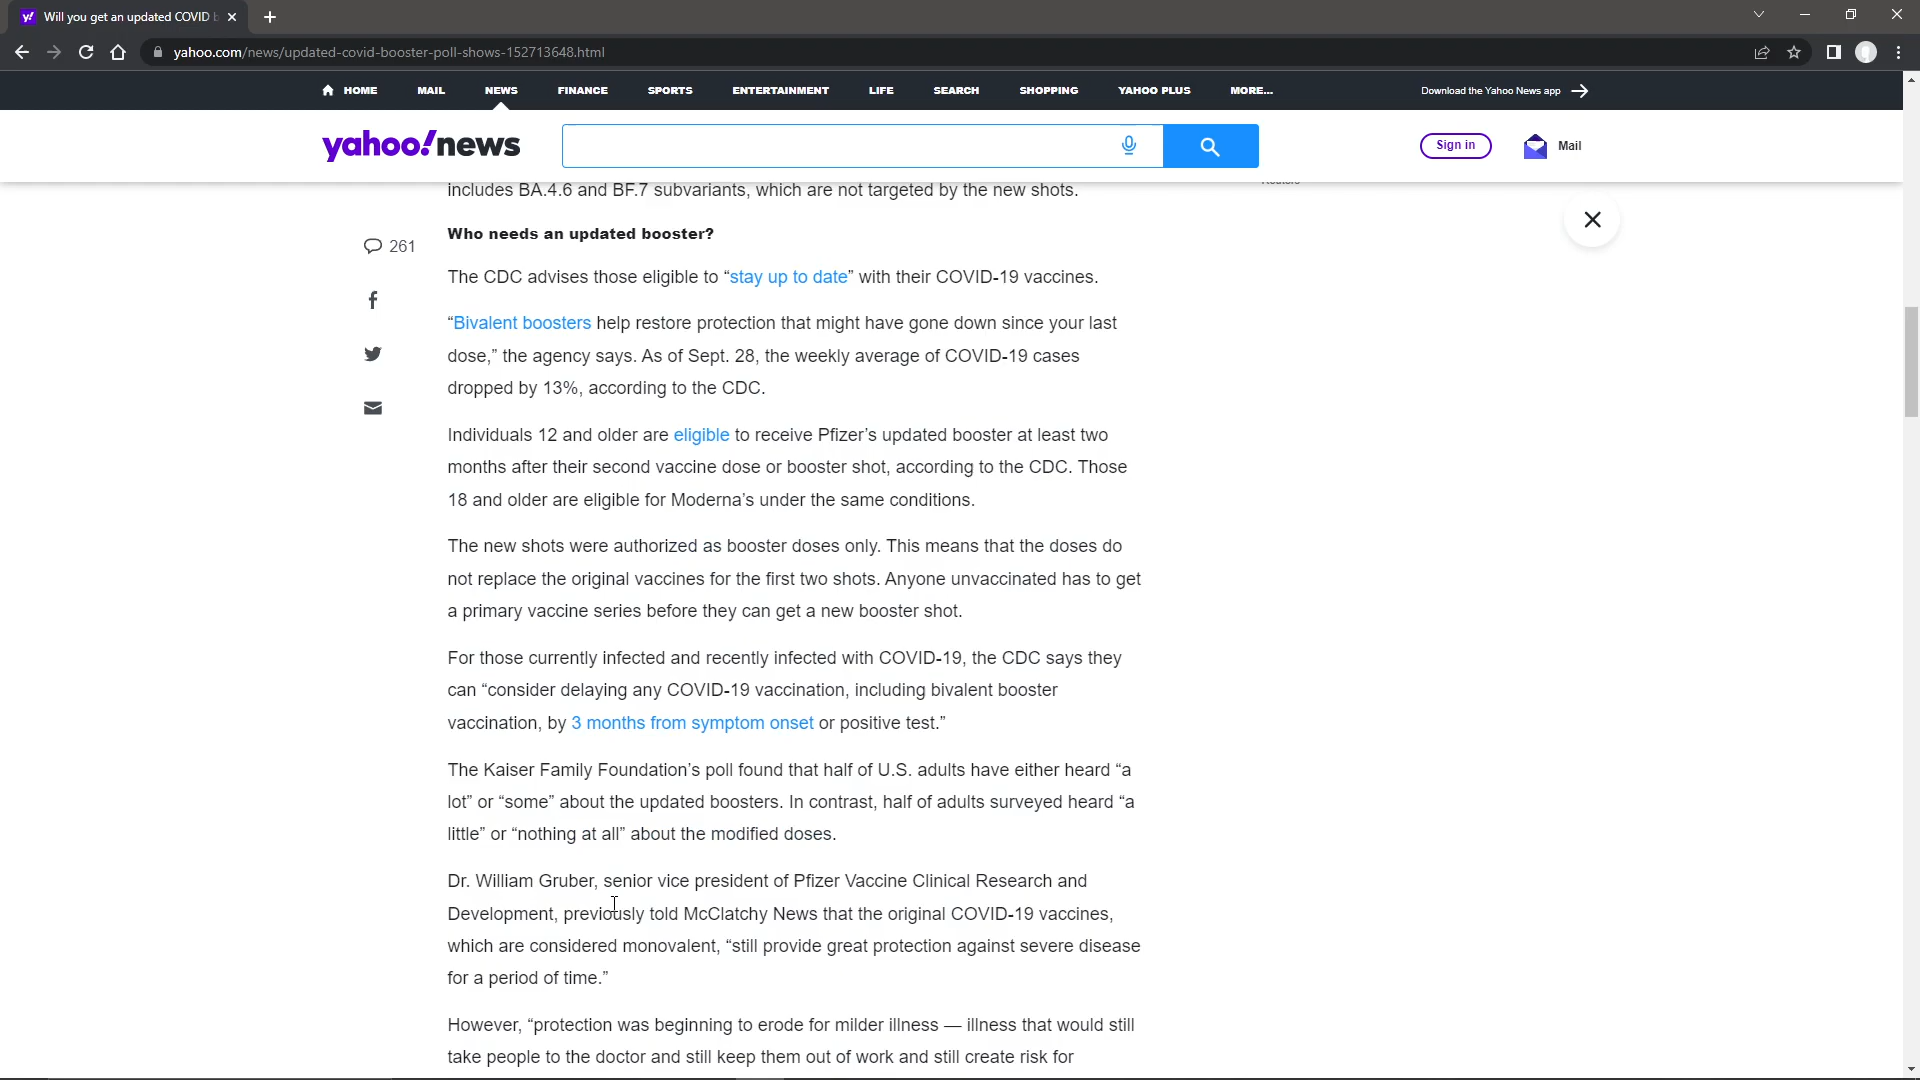 y! Will you get an updated COVID b
yahoo.com/news/updated-covid-booster-poll-shows-152713648.html
HOME MAIL NEWS FINANCE SPORTS ENTERTAINMENT LIFE SEARCH SHOPPING YAHOO PLUS MORE... Download the Yahoo News app
yahoo!news Sign in Mail
includes BA.4.6 and BF.7 subvariants, which are not targeted by the new shots.
Who needs an updated booster?
261
The CDC advises those eligible to “stay up to date” with their COVID-19 vaccines.
“Bivalent boosters help restore protection that might have gone down since your last
dose,” the agency says. As of Sept. 28, the weekly average of COVID-19 cases
dropped by 13%, according to the CDC.
Individuals 12 and older are eligible to receive Pfizer’s updated booster at least two
months after their second vaccine dose or booster shot, according to the CDC. Those
18 and older are eligible for Moderna’s under the same conditions.
The new shots were authorized as booster doses only. This means that the doses do
not replace the original vaccines for the first two shots. Anyone unvaccinated has to get
a primary vaccine series before they can get a new booster shot.
For those currently infected and recently infected with COVID-19, the CDC says they
can “consider delaying any COVID-19 vaccination, including bivalent booster
vaccination, by 3 months from symptom onset or positive test.”
The Kaiser Family Foundation’s poll found that half of U.S. adults have either heard “a
lot” or “some” about the updated boosters. In contrast, half of adults surveyed heard “a
little” or “nothing at all” about the modified doses.
Dr. William Gruber, senior vice president of Pfizer Vaccine Clinical Research and
Development, previously told McClatchy News that the original COVID-19 vaccines,
which are considered monovalent, “still provide great protection against severe disease
for a period of time.”
However, “protection was beginning to erode for milder illness — illness that would still
take people to the doctor and still keep them out of work and still create risk for